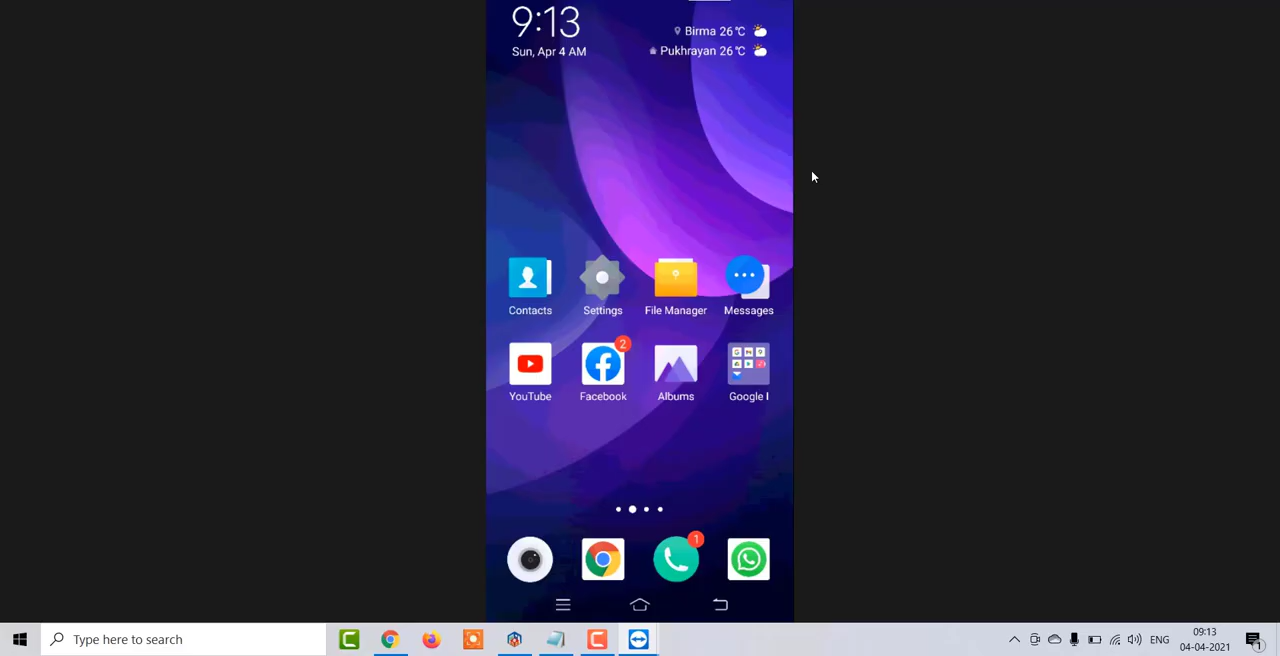 9:13
Birma 26°C
Sun, Apr 4 AM
Pukhrayan 26°C
Contacts
Settings
File Manager
Messages
2
YouTube
Facebook
Albums
Google l
1
Type here to search
ENG
09:13
04-04-2021
1